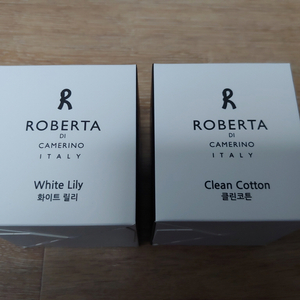 R
ROBERTA
DI
CAMERINO
ITALY
White Lily
화이트 릴리
R
ROBERTA
DI
CAMERINO
ITALY
Clean Cotton
클린코튼